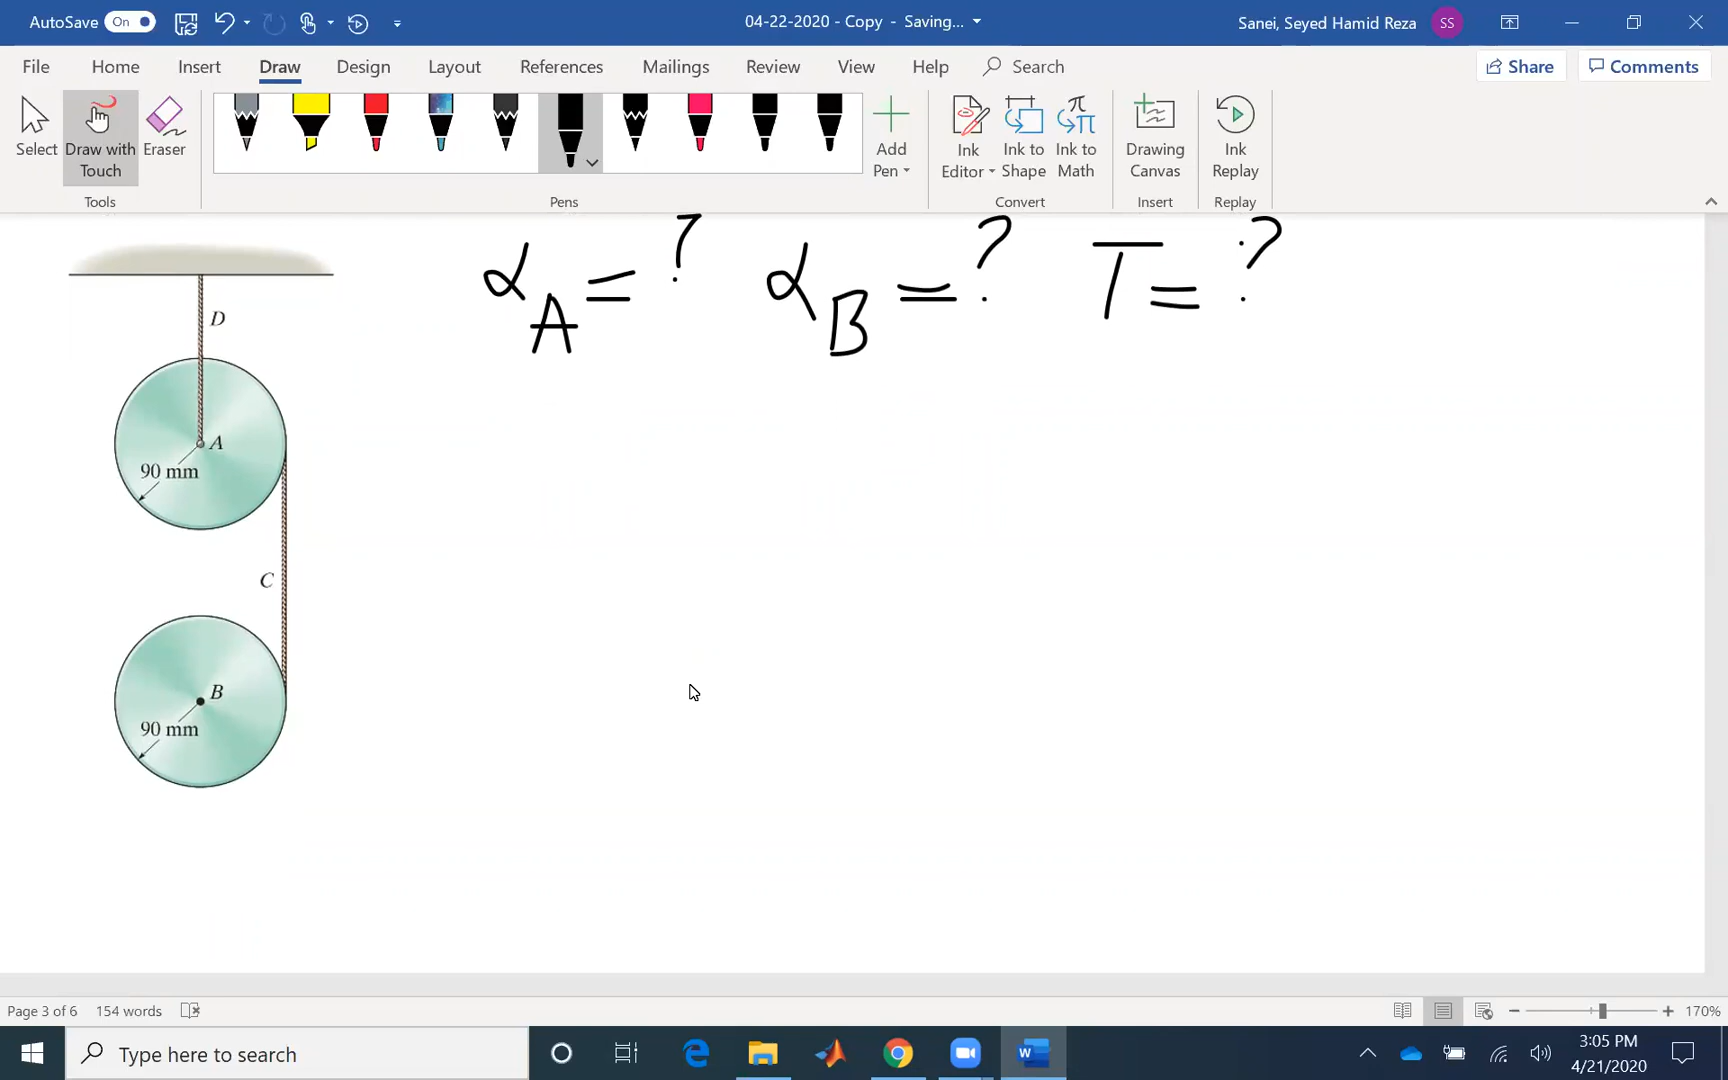 AutoSave On 04-22-2020 - Copy - Saving... Sanei, Seyed Hamid Reza SS
File Home Insert Draw Design Layout References Mailings Review View Help Search Share Comments
Select Draw with Touch Eraser Add Pen Ink Editor Ink to Shape Ink to Math Drawing Canvas Ink Replay
Tools Pens Convert Insert Replay
α_A = ? α_B = ? T = ?
D
A
90 mm
C
B
90 mm
Page 3 of 6 154 words 170%
Type here to search 3:05 PM
4/21/2020